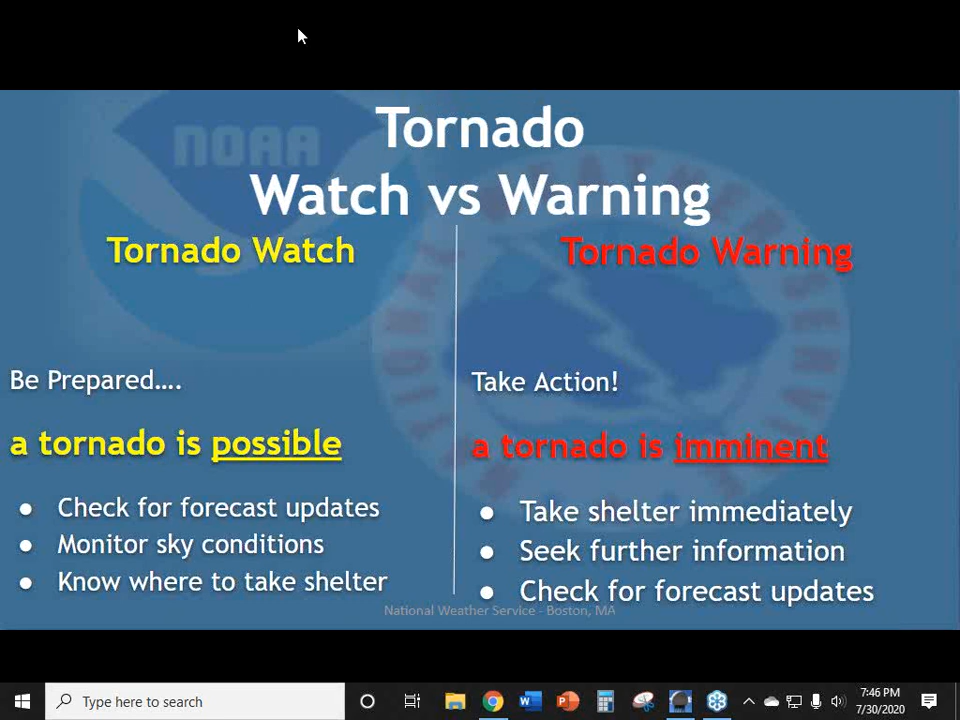 NOAA
Tornado
Watch vs Warning
Tornado Watch
Be Prepared….
a tornado is possible
● Check for forecast updates
● Monitor sky conditions
● Know where to take shelter
Tornado Warning
Take Action!
a tornado is imminent
● Take shelter immediately
● Seek further information
● Check for forecast updates
National Weather Service - Boston, MA
Type here to search
7:46 PM
7/30/2020